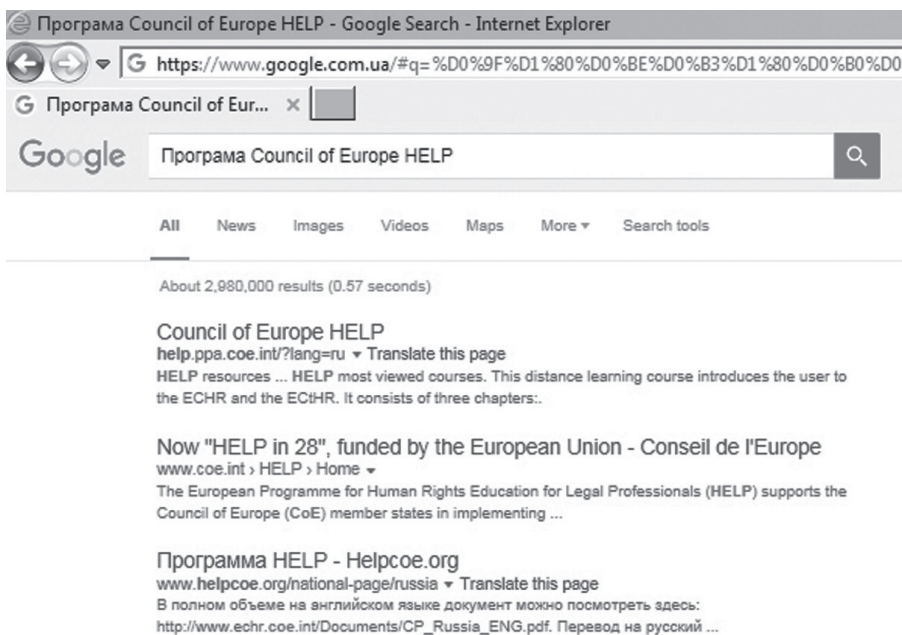 Програма Council of Europe HELP - Google Search - Internet Explorer
https://www.google.com.ua/#q=%D0%9F%D1%80%D0%BE%D0%B3%D1%80%D0%B0%D0
Програма Council of Eur... ×
Google Програма Council of Europe HELP
All News Images Videos Maps More ▾ Search tools
About 2,980,000 results (0.57 seconds)
Council of Europe HELP
help.ppa.coe.int/?lang=ru ▾ Translate this page
HELP resources ... HELP most viewed courses. This distance learning course introduces the user to
the ECHR and the ECtHR. It consists of three chapters:.
Now "HELP in 28", funded by the European Union - Conseil de l'Europe
www.coe.int › HELP › Home ▾
The European Programme for Human Rights Education for Legal Professionals (HELP) supports the
Council of Europe (CoE) member states in implementing ...
Программа HELP - Helpcoe.org
www.helpcoe.org/national-page/russia ▾ Translate this page
В полном объеме на английском языке документ можно посмотреть здесь:
http://www.echr.coe.int/Documents/CP_Russia_ENG.pdf. Перевод на русский ...